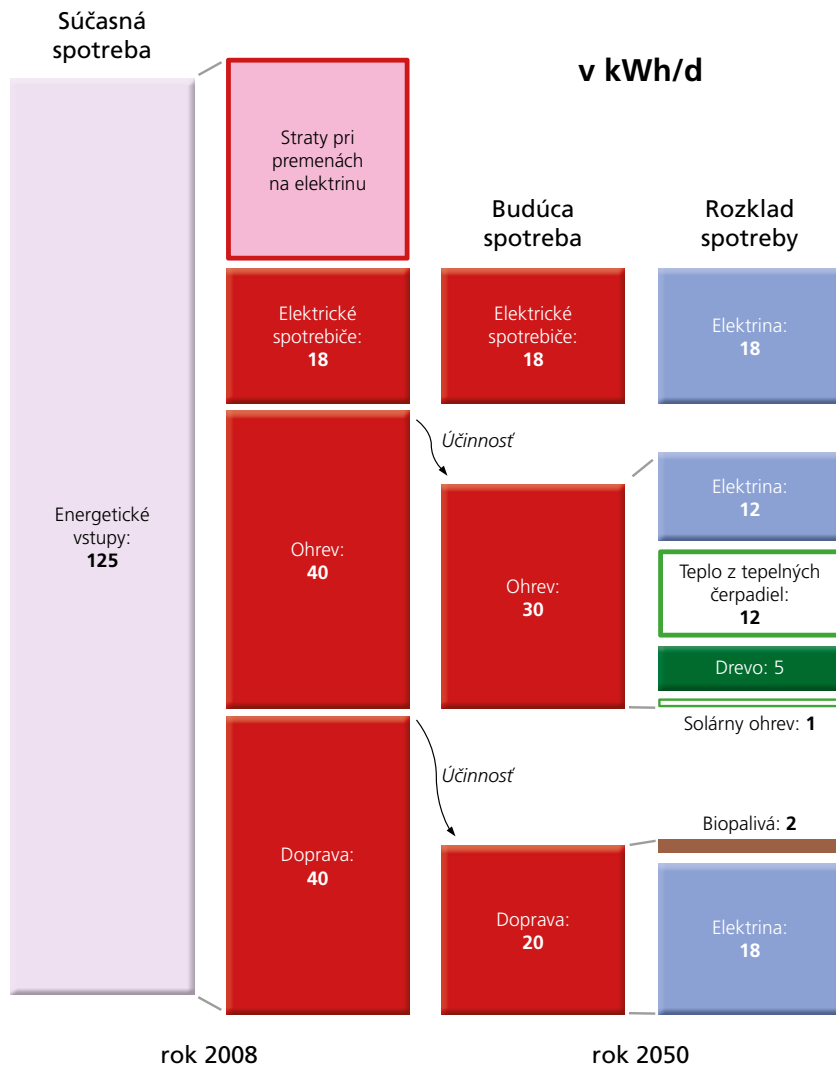 Súčasná
spotreba
v kWh/d
Energetické
vstupy:
125
Straty pri
premenách
na elektrinu
Elektrické
spotrebiče:
18
Ohrev:
40
Doprava:
40
Budúca
spotreba
Elektrické
spotrebiče:
18
Účinnosť
Ohrev:
30
Účinnosť
Doprava:
20
Rozklad
spotreby
Elektrina:
18
Elektrina:
12
Teplo z tepelných
čerpadiel:
12
Drevo: 5
Solárny ohrev: 1
Biopalivá: 2
Elektrina:
18
rok 2008
rok 2050